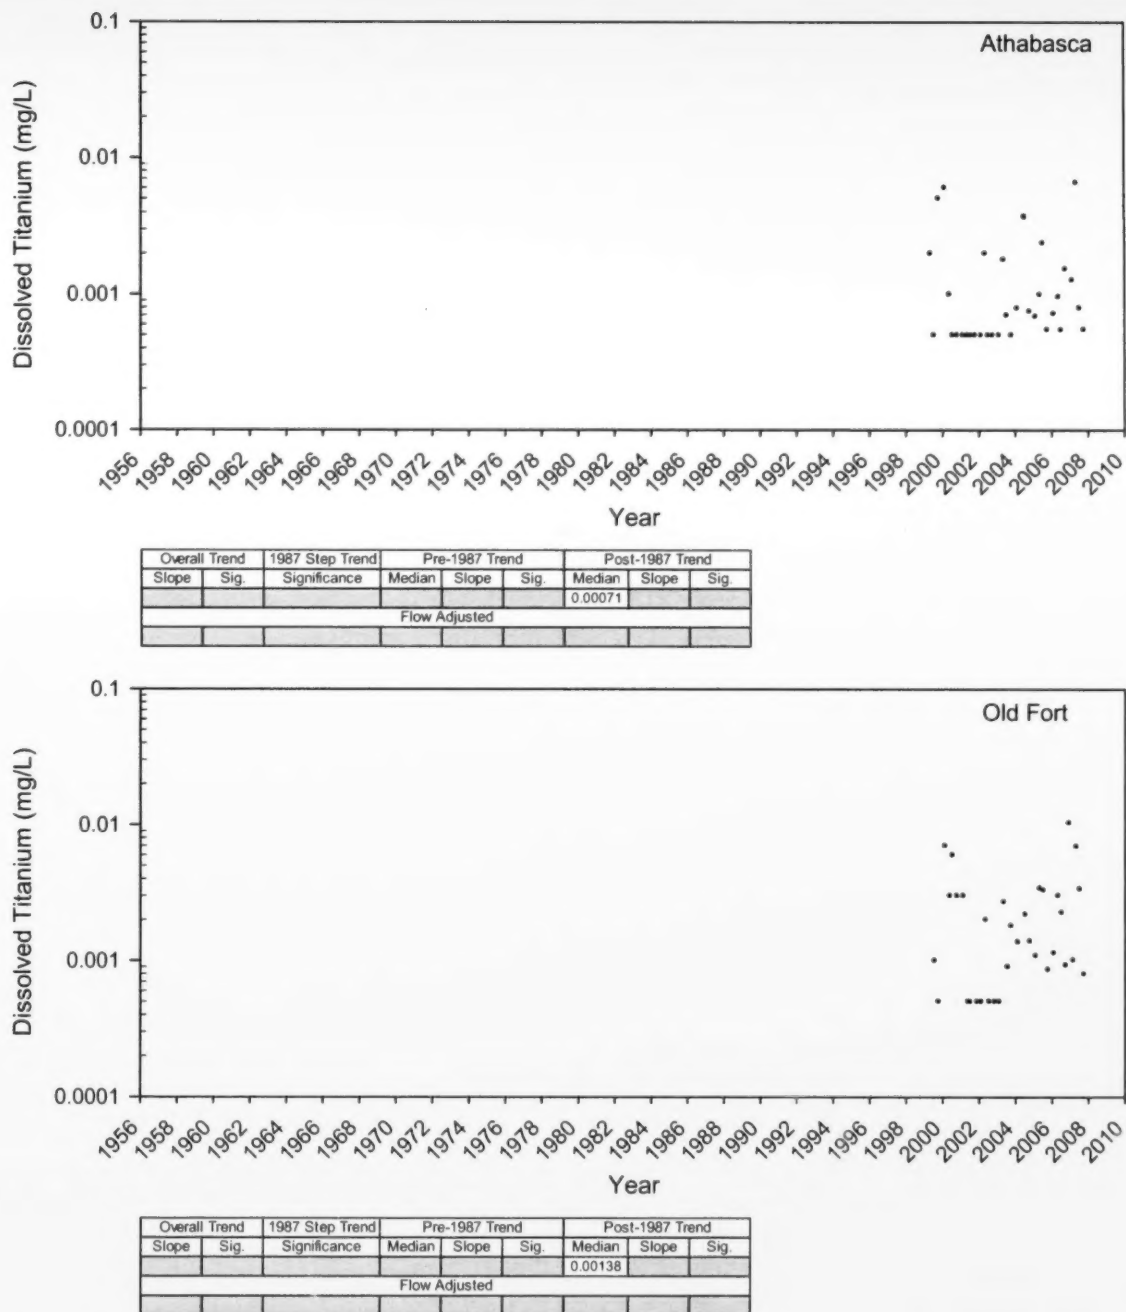 Athabasca
Dissolved Titanium (mg/L)
0.1
0.01
0.001
0.0001
1956 1958 1960 1962 1964 1966 1968 1970 1972 1974 1976 1978 1980 1982 1984 1986 1988 1990 1992 1994 1996 1998 2000 2002 2004 2006 2008 2010
Year
Overall Trend 1987 Step Trend Pre-1987 Trend Post-1987 Trend
Slope Sig. Significance Median Slope Sig. Median Slope Sig.
0.00071
Flow Adjusted
Old Fort
Dissolved Titanium (mg/L)
0.1
0.01
0.001
0.0001
1956 1958 1960 1962 1964 1966 1968 1970 1972 1974 1976 1978 1980 1982 1984 1986 1988 1990 1992 1994 1996 1998 2000 2002 2004 2006 2008 2010
Year
Overall Trend 1987 Step Trend Pre-1987 Trend Post-1987 Trend
Slope Sig. Significance Median Slope Sig. Median Slope Sig.
0.00138
Flow Adjusted